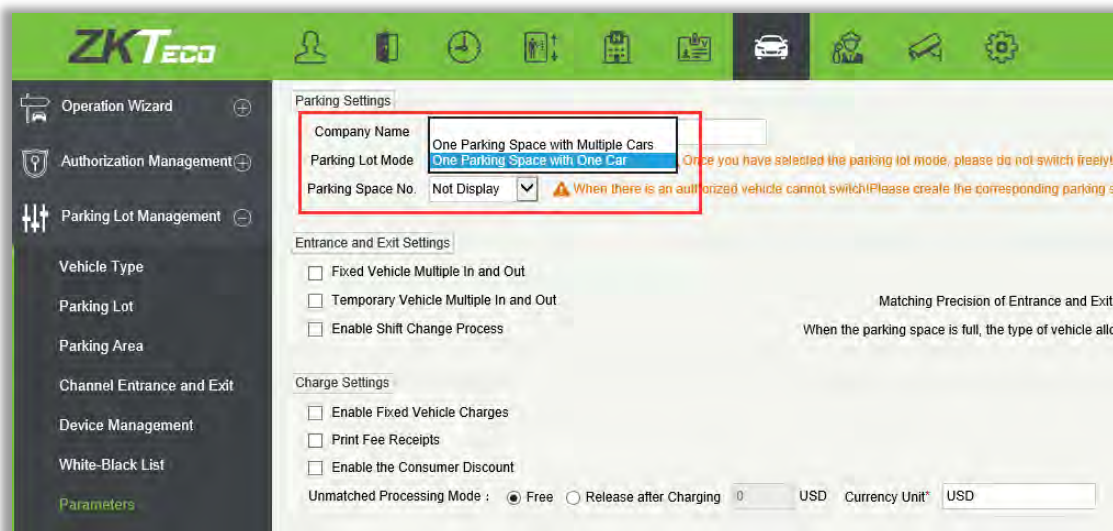 ZKTeco
Operation Wizard
Authorization Management
Parking Lot Management
Vehicle Type
Parking Lot
Parking Area
Channel Entrance and Exit
Device Management
White-Black List
Parameters
Parking Settings
Company Name
One Parking Space with Multiple Cars
Parking Lot Mode One Parking Space with One Car Once you have selected the parking lot mode, please do not switch freely!
Parking Space No. Not Display When there is an authorized vehicle cannot switch!Please create the corresponding parking s
Entrance and Exit Settings
Fixed Vehicle Multiple In and Out
Temporary Vehicle Multiple In and Out Matching Precision of Entrance and Exit
Enable Shift Change Process When the parking space is full, the type of vehicle allo
Charge Settings
Enable Fixed Vehicle Charges
Print Fee Receipts
Enable the Consumer Discount
Unmatched Processing Mode : Free Release after Charging 0 USD Currency Unit* USD